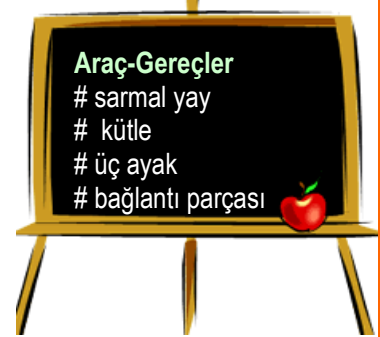 Araç-Gereçler
# sarmal yay
# kütle
# üç ayak
# bağlantı parçası